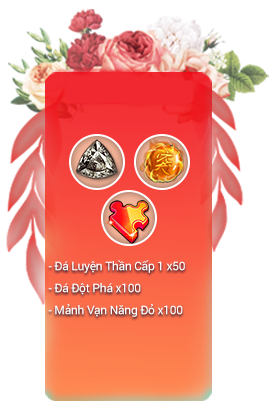 - Đá Luyện Thần Cấp 1 x50
- Đá Đột Phá x100
- Mảnh Vạn Năng Đỏ x100